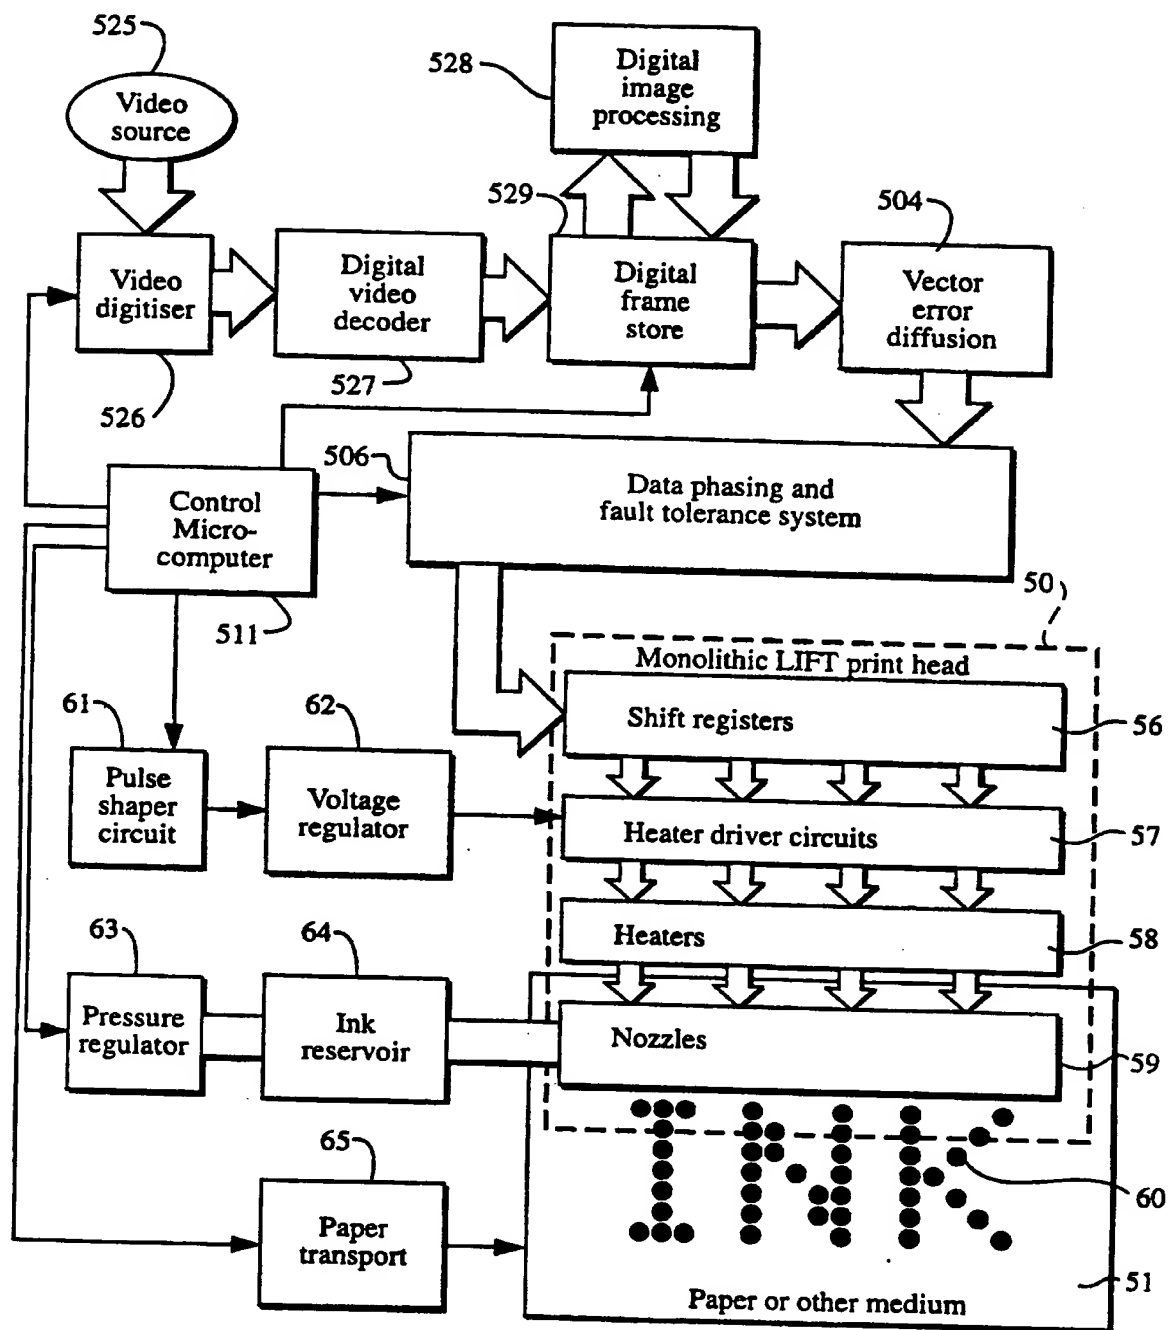 525
Video
source
528
Digital
image
processing
529
504
Video
digitiser
526
Digital
video
decoder
527
Digital
frame
store
Vector
error
diffusion
506
Control
Micro-
computer
511
Data phasing and
fault tolerance system
50
Monolithic LIFT print head
Shift registers
56
61
62
Pulse
shaper
circuit
Voltage
regulator
Heater driver circuits
57
Heaters
58
63
64
Pressure
regulator
Ink
reservoir
Nozzles
59
INK
60
65
Paper
transport
51
Paper or other medium